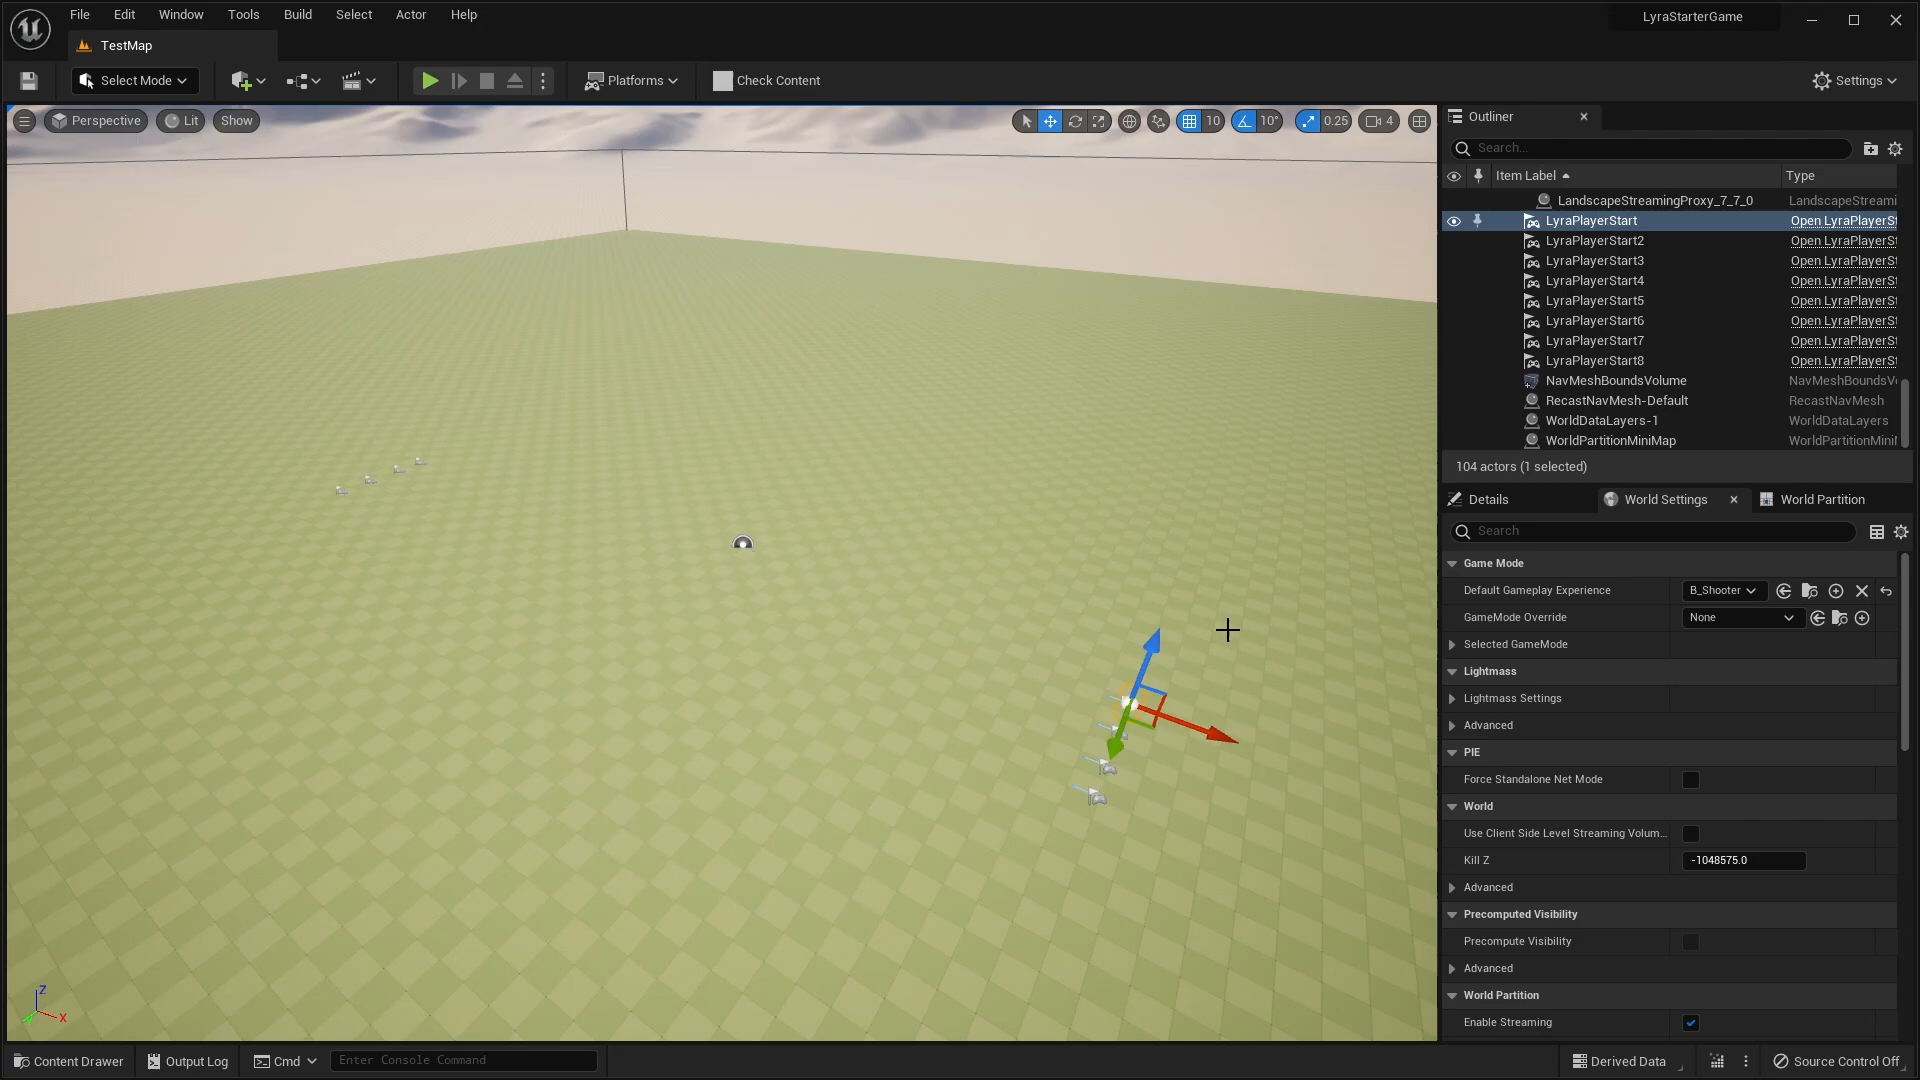 File Edit Window Tools Build Select Actor Help
LyraStarterGame
TestMap
Select Mode
Platforms
Check Content
Settings
Perspective
Lit
Show
10
10°
0.25
4
Outliner
Search...
Item Label
Type
LandscapeStreamingProxy_7_7_0 LandscapeStreami
LyraPlayerStart Open LyraPlayerSt
LyraPlayerStart2 Open LyraPlayerSt
LyraPlayerStart3 Open LyraPlayerSt
LyraPlayerStart4 Open LyraPlayerSt
LyraPlayerStart5 Open LyraPlayerSt
LyraPlayerStart6 Open LyraPlayerSt
LyraPlayerStart7 Open LyraPlayerSt
LyraPlayerStart8 Open LyraPlayerSt
NavMeshBoundsVolume NavMeshBoundsVo
RecastNavMesh-Default RecastNavMesh
WorldDataLayers-1 WorldDataLayers
WorldPartitionMiniMap WorldPartitionMiniM
104 actors (1 selected)
Details
World Settings
World Partition
Search
Game Mode
Default Gameplay Experience B_Shooter
GameMode Override None
Selected GameMode
Lightmass
Lightmass Settings
Advanced
PIE
Force Standalone Net Mode
World
Use Client Side Level Streaming Volum...
Kill Z -1048575.0
Advanced
Precomputed Visibility
Precompute Visibility
Advanced
World Partition
Enable Streaming
Z
X
Content Drawer
Output Log
Cmd
Enter Console Command
Derived Data
Source Control Off